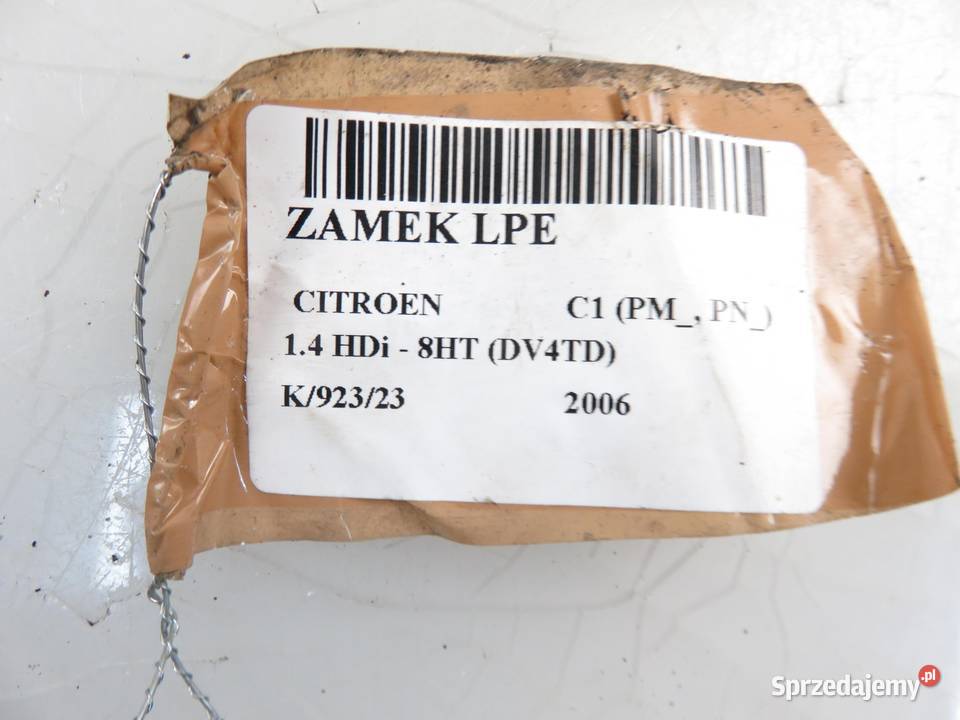 ZAMEK LPE
CITROEN C1 (PM_, PN_)
1.4 HDi - 8HT (DV4TD)
K/923/23 2006
Sprzedajemy.pl